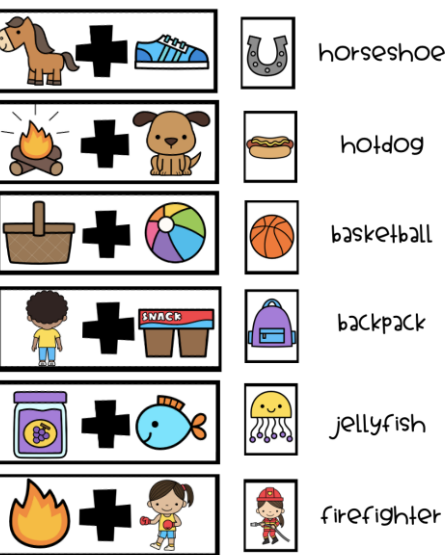 horseshoe
hotdog
basketball
SNACK
backpack
jellyfish
firefighter